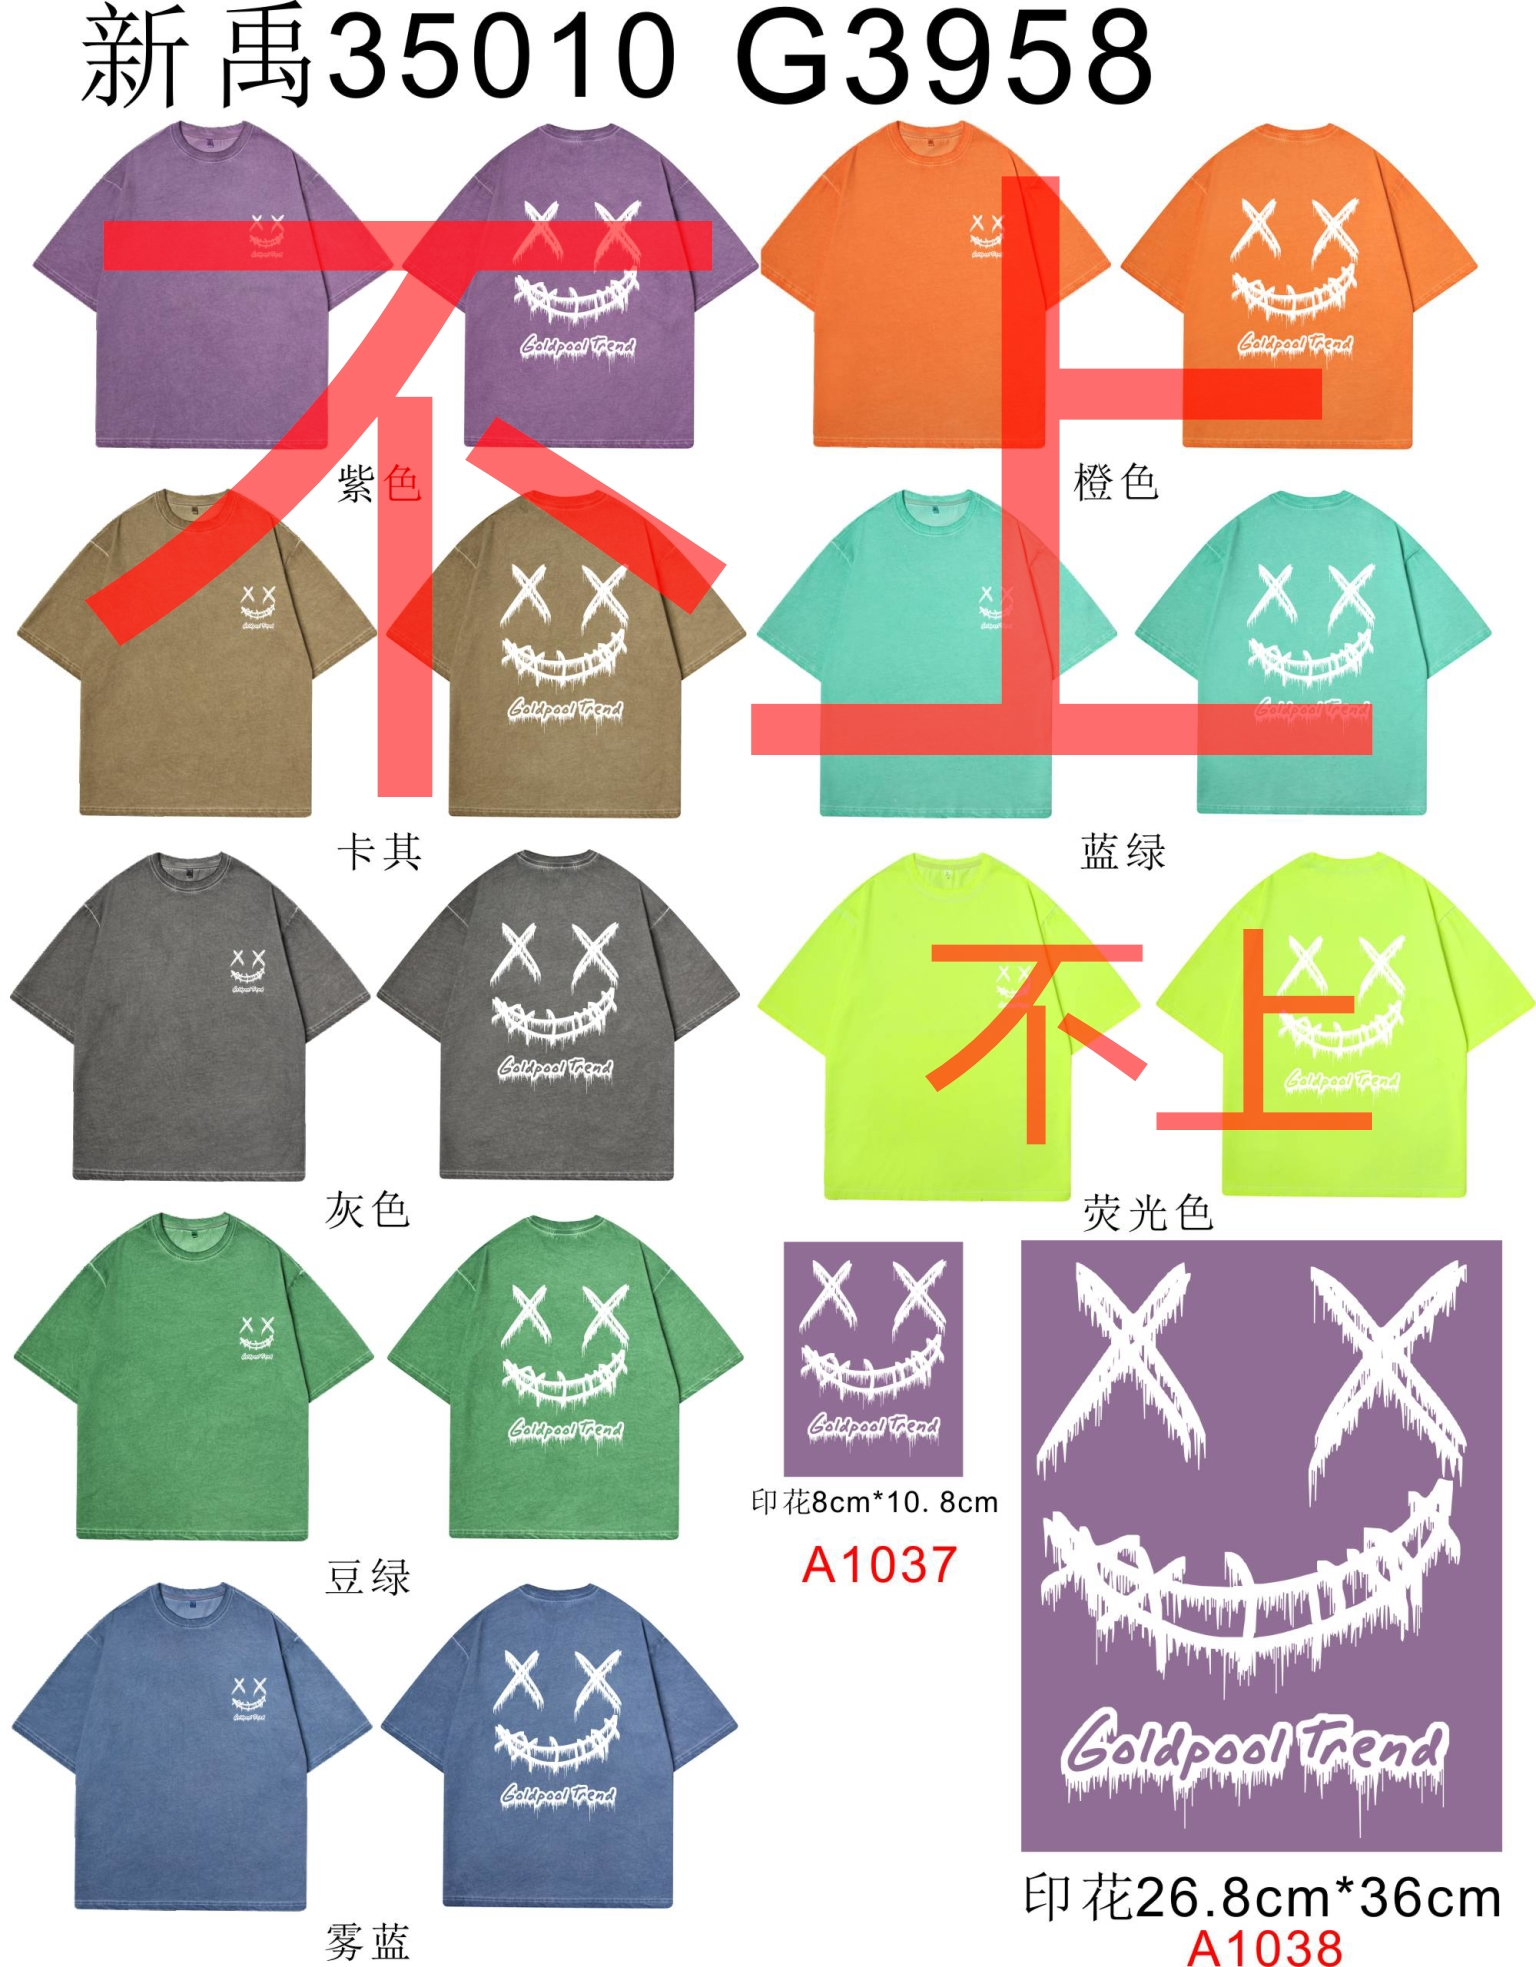 新禹35010 G3958
不上
Goldpool Trend
Goldpool Trend
紫色
橙色
Goldpool Trend
Goldpool Trend
卡其
蓝绿
不上
Goldpool Trend
Goldpool Trend
灰色
荧光色
Goldpool Trend
Goldpool Trend
豆绿
印花8cm*10.8cm
A1037
Goldpool Trend
Goldpool Trend
雾蓝
印花26.8cm*36cm
A1038